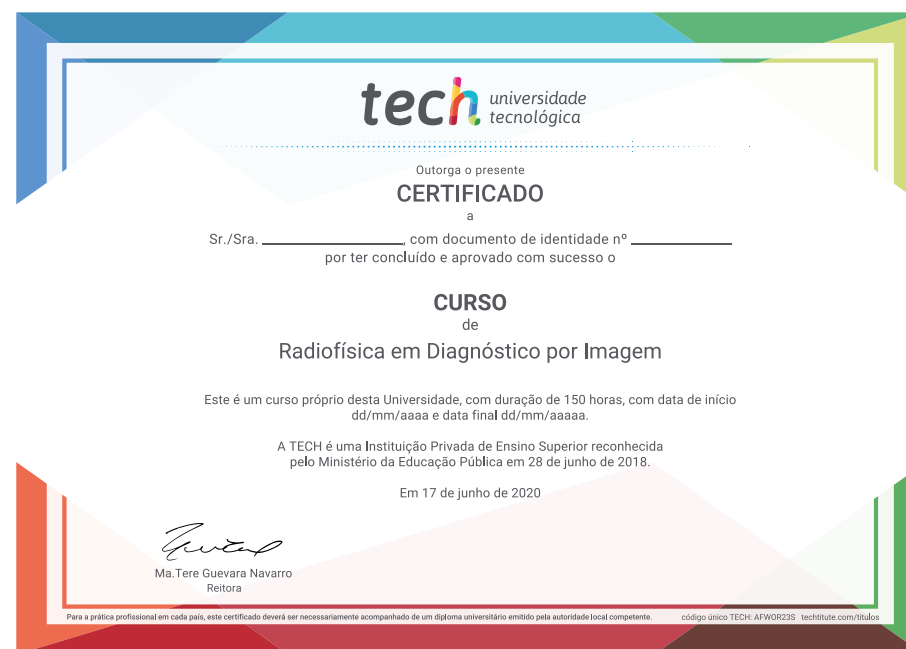 tech universidade
tecnológica
Outorga o presente
CERTIFICADO
a
Sr./Sra. ____________, com documento de identidade nº ____________
por ter concluído e aprovado com sucesso o
CURSO
de
Radiofísica em Diagnóstico por Imagem
Este é um curso próprio desta Universidade, com duração de 150 horas, com data de início
dd/mm/aaaa e data final dd/mm/aaaaa.
A TECH é uma Instituição Privada de Ensino Superior reconhecida
pelo Ministério da Educação Pública em 28 de junho de 2018.
Em 17 de junho de 2020
Ma.Tere Guevara Navarro
Reitora
Para a prática profissional em cada país, este certificado deverá ser necessariamente acompanhado de um diploma universitário emitido pela autoridade local competente. código único TECH: AFWOR23S techtitute.com/titulos